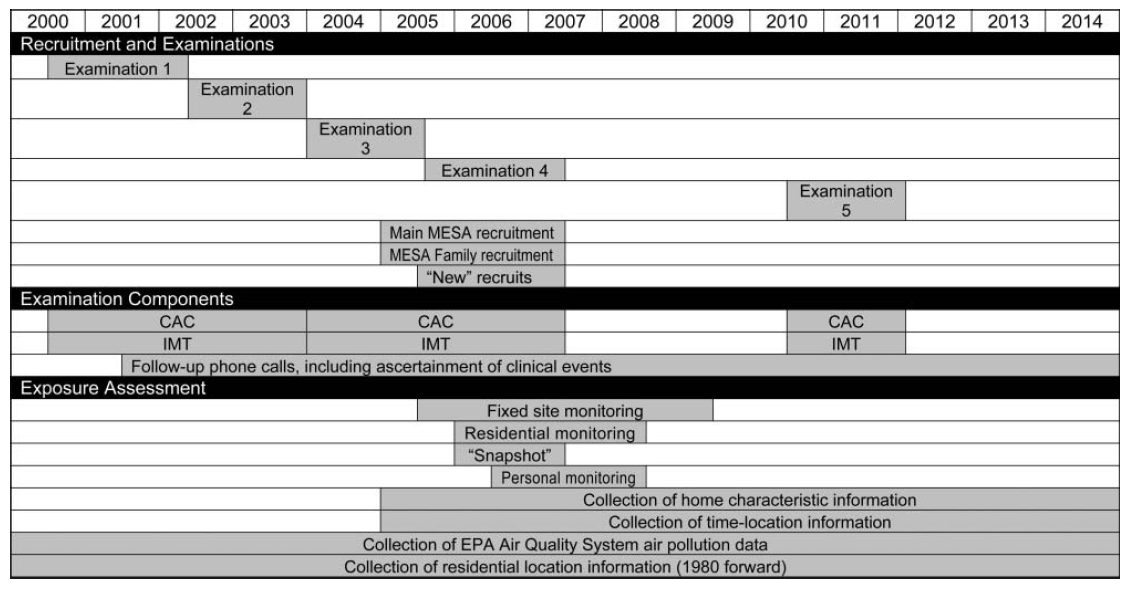 2000 2001 2002 2003 2004 2005 2006 2007 2008 2009 2010 2011 2012 2013 2014
Recruitment and Examinations
Examination 1
Examination
2
Examination
3
Examination 4
Examination
5
Main MESA recruitment
MESA Family recruitment
“New” recruits
Examination Components
CAC CAC CAC
IMT IMT IMT
Follow-up phone calls, including ascertainment of clinical events
Exposure Assessment
Fixed site monitoring
Residential monitoring
“Snapshot”
Personal monitoring
Collection of home characteristic information
Collection of time-location information
Collection of EPA Air Quality System air pollution data
Collection of residential location information (1980 forward)